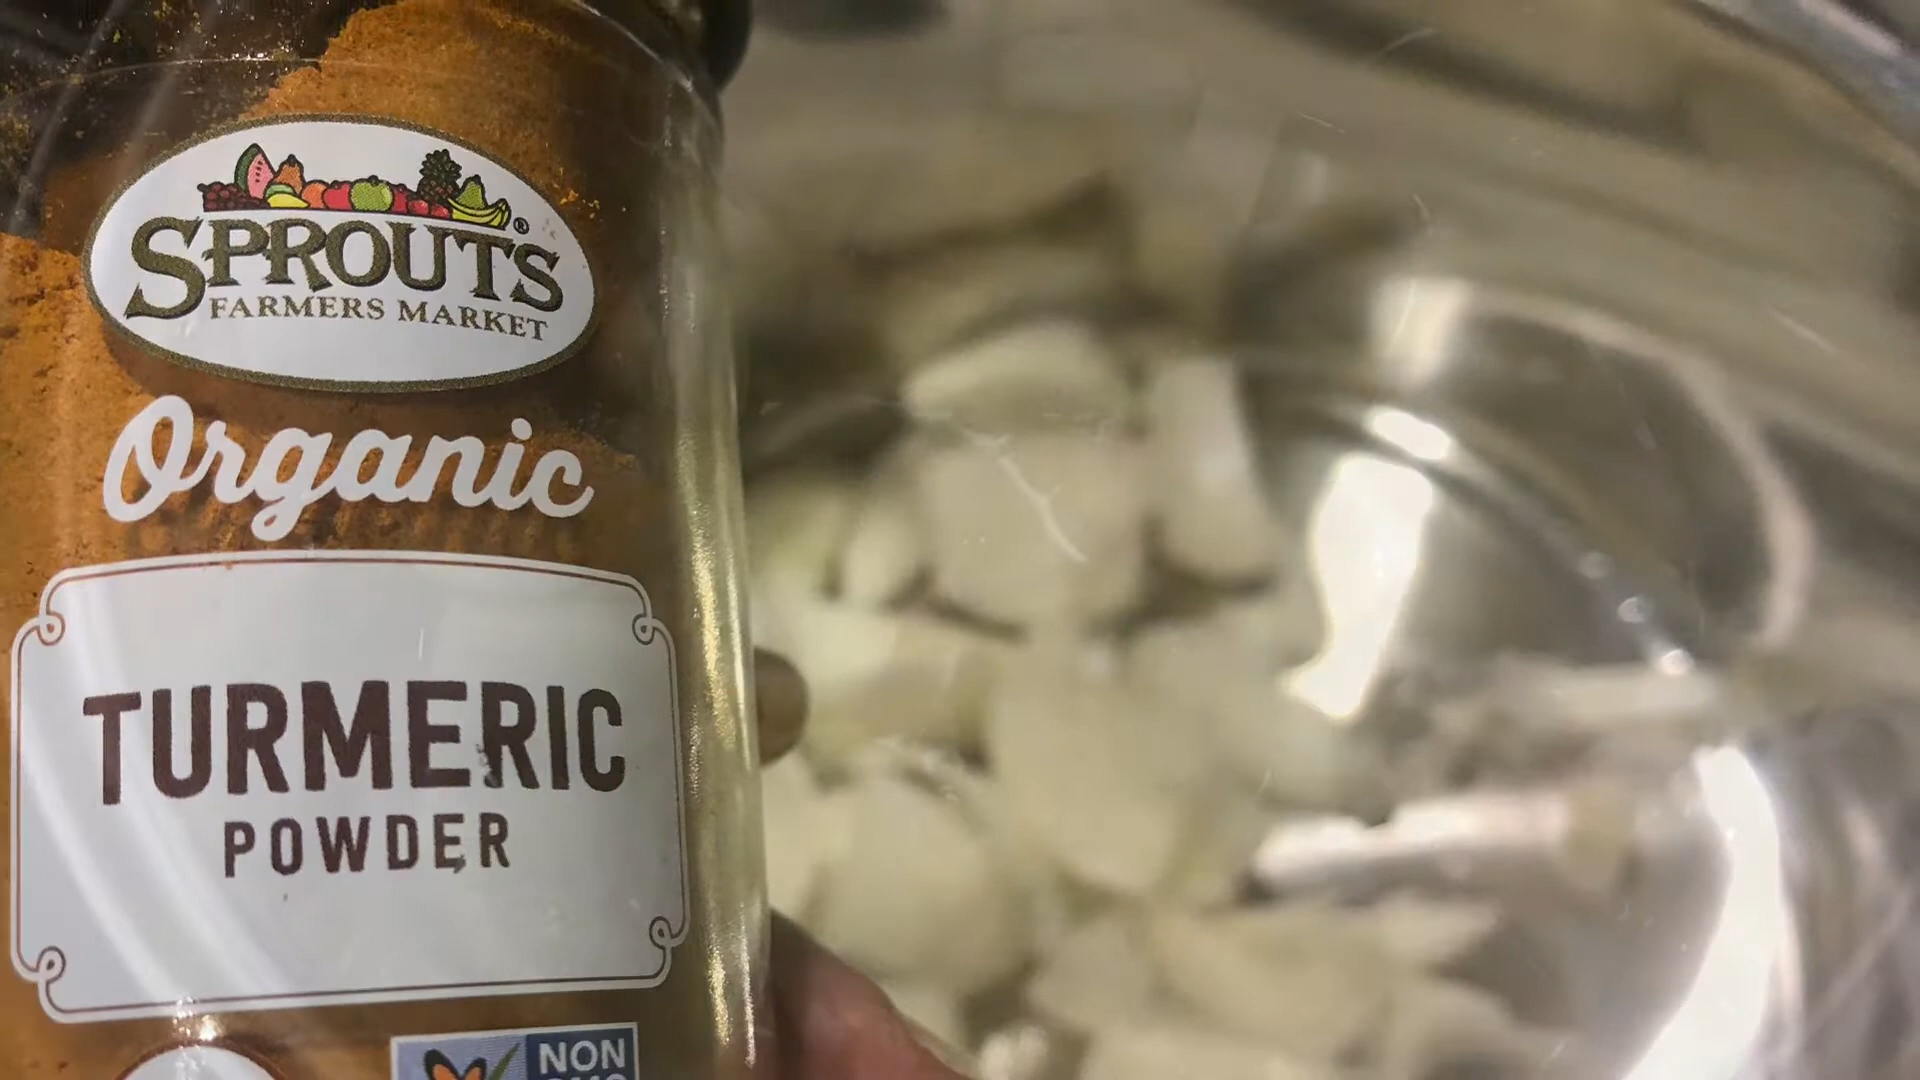 SPROUTS®
FARMERS MARKET
Organic
TURMERIC
POWDER
NON